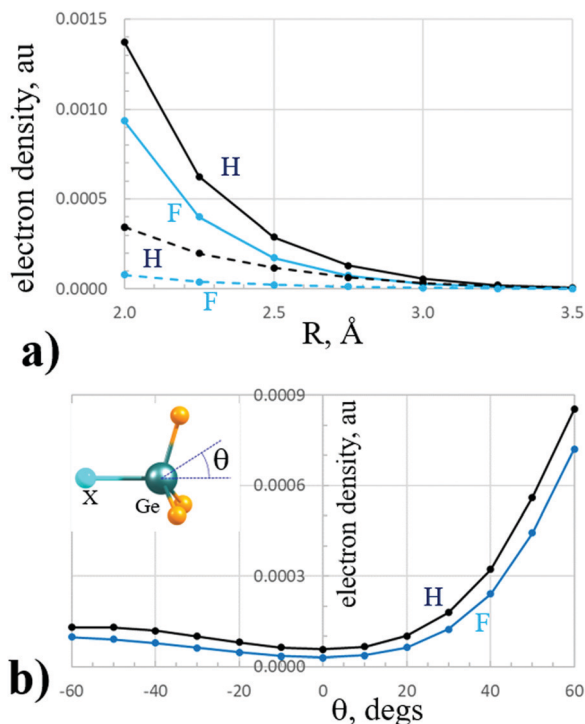 0.0015
0.0010
0.0005
0.0000
electron density, au
H
F
H
F
2.0 2.5 3.0 3.5
R, Å
a)
0.0009
0.0006
0.0003
0.0000
electron density, au
θ
X
Ge
H
F
-60 -40 -20 0 20 40 60
θ, degs
b)